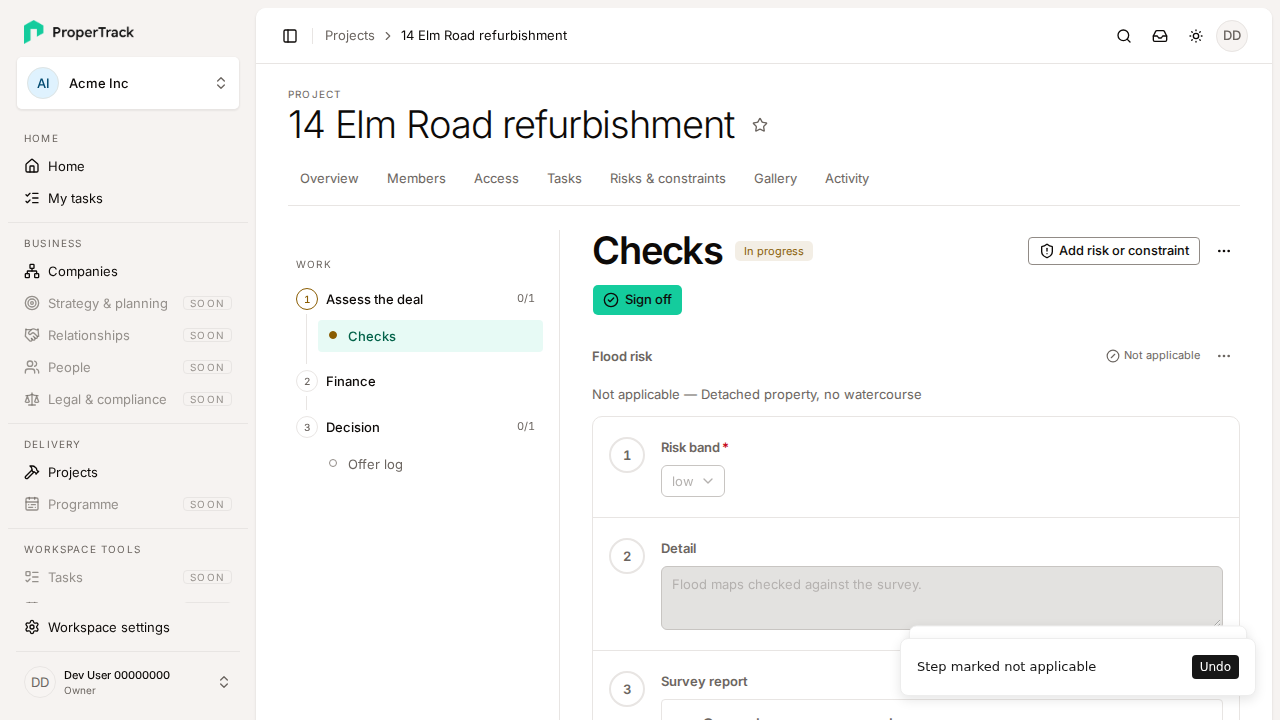 ProperTrack
AI Acme Inc
HOME
Home
My tasks
BUSINESS
Companies
Strategy & planning SOON
Relationships SOON
People SOON
Legal & compliance SOON
DELIVERY
Projects
Programme SOON
WORKSPACE TOOLS
Tasks SOON
Workspace settings
DD Dev User 00000000
Owner
Projects > 14 Elm Road refurbishment
DD
PROJECT
14 Elm Road refurbishment
Overview Members Access Tasks Risks & constraints Gallery Activity
WORK
1 Assess the deal 0/1
Checks
2 Finance
3 Decision 0/1
Offer log
Checks In progress
Add risk or constraint
Sign off
Flood risk
Not applicable
Not applicable — Detached property, no watercourse
1 Risk band *
low
2 Detail
Flood maps checked against the survey.
3 Survey report
Step marked not applicable Undo